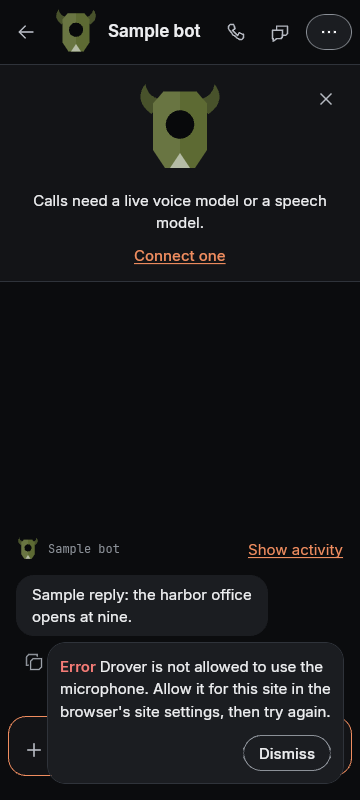 Sample bot
Calls need a live voice model or a speech
model.
Connect one
Sample bot
Show activity
Sample reply: the harbor office
opens at nine.
Error Drover is not allowed to use the
microphone. Allow it for this site in the
browser's site settings, then try again.
Dismiss